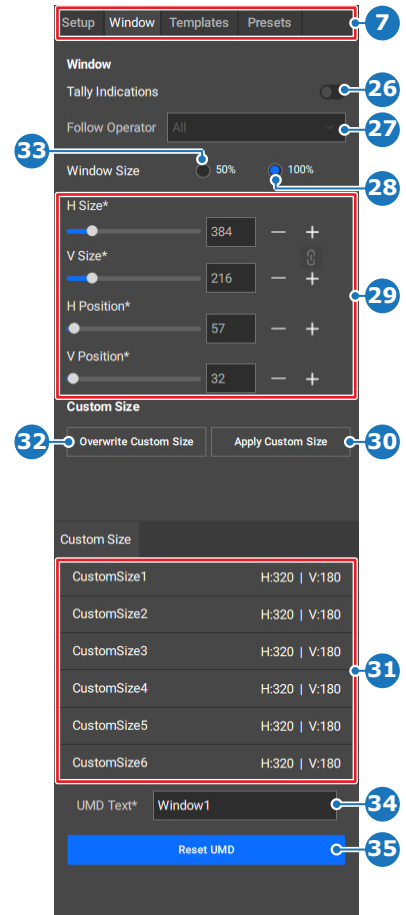 Setup Window Templates Presets 7
Window
Tally Indications 26
Follow Operator All 27
33
Window Size 50% 100% 28
H Size*
384
V Size*
216
29
H Position*
57
V Position*
32
Custom Size
32 Overwrite Custom Size Apply Custom Size 30
Custom Size
CustomSize1 H:320 | V:180
CustomSize2 H:320 | V:180
CustomSize3 H:320 | V:180
31
CustomSize4 H:320 | V:180
CustomSize5 H:320 | V:180
CustomSize6 H:320 | V:180
UMD Text* Window1 34
Reset UMD 35